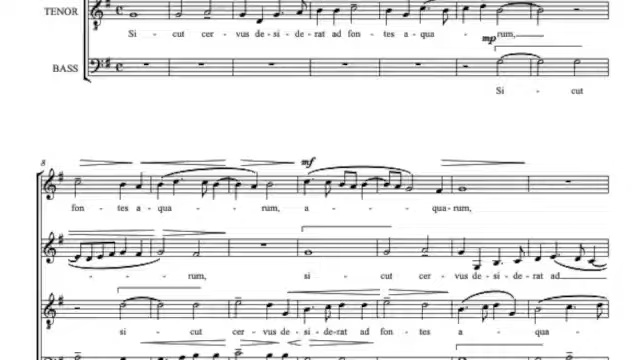 TENOR
Si - cut cer - vus de-si-de-rat ad fon - tes a-qua - rum,
mp
BASS
Si - cut
8
mf
fon - tes a-qua - rum, a - quarum,
rum, si - cut cer - vus de-si-de-rat ad
si - cut cer-vus de - si-de-rat ad fon - tes a - qua -